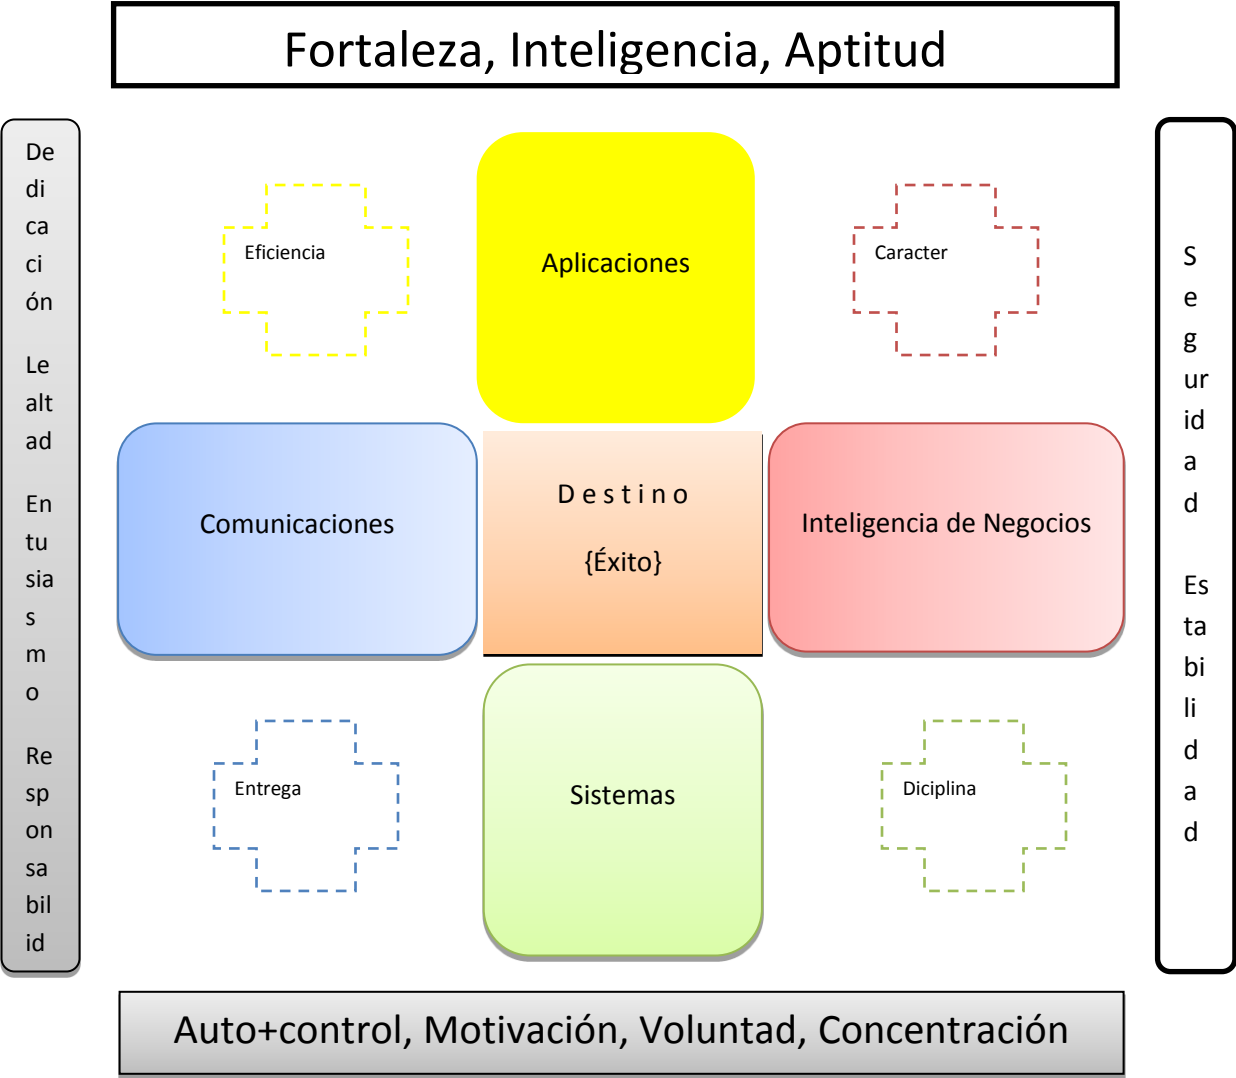 Fortaleza, Inteligencia, Aptitud
De
di
ca
ci
ón
Le
alt
ad
En
tu
sia
s
m
o
Re
sp
on
sa
bil
id
Eficiencia
Aplicaciones
Caracter
Comunicaciones
D e s t i n o
{Éxito}
Inteligencia de Negocios
Entrega
Sistemas
Diciplina
S
e
g
ur
id
a
d
Es
ta
bi
li
d
a
d
Auto+control, Motivación, Voluntad, Concentración